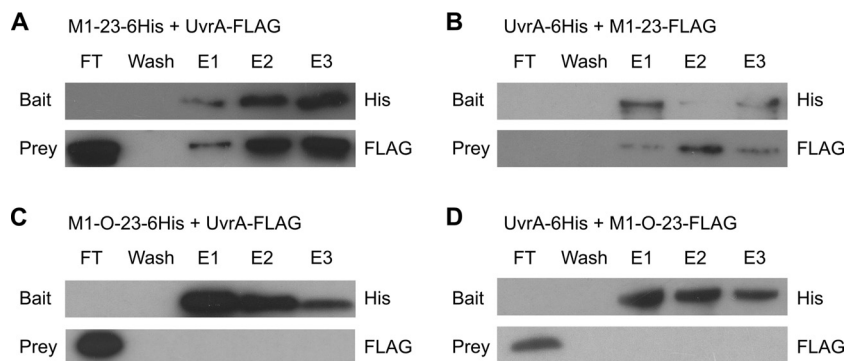 A
M1-23-6His + UvrA-FLAG
FT Wash E1 E2 E3
Bait His
Prey FLAG
B
UvrA-6His + M1-23-FLAG
FT Wash E1 E2 E3
Bait His
Prey FLAG
C
M1-O-23-6His + UvrA-FLAG
FT Wash E1 E2 E3
Bait His
Prey FLAG
D
UvrA-6His + M1-O-23-FLAG
FT Wash E1 E2 E3
Bait His
Prey FLAG